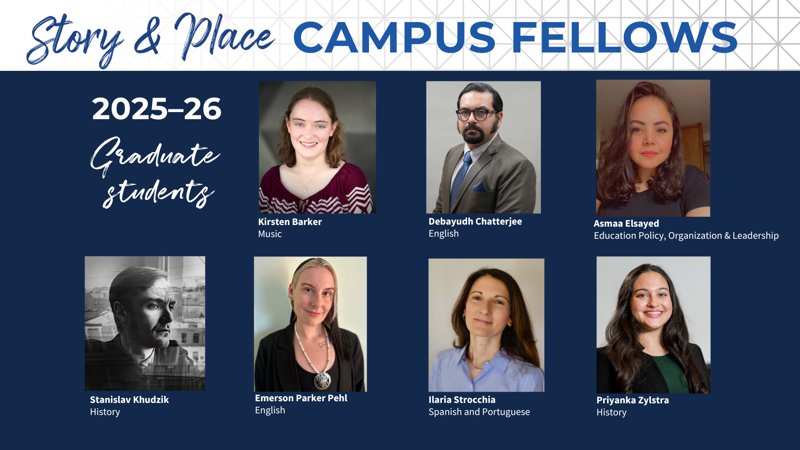 Story & Place CAMPUS FELLOWS
2025–26
Graduate
students
Kirsten Barker
Music
Debayudh Chatterjee
English
Asmaa Elsayed
Education Policy, Organization & Leadership
Stanislav Khudzik
History
Emerson Parker Pehl
English
Ilaria Strocchia
Spanish and Portuguese
Priyanka Zylstra
History